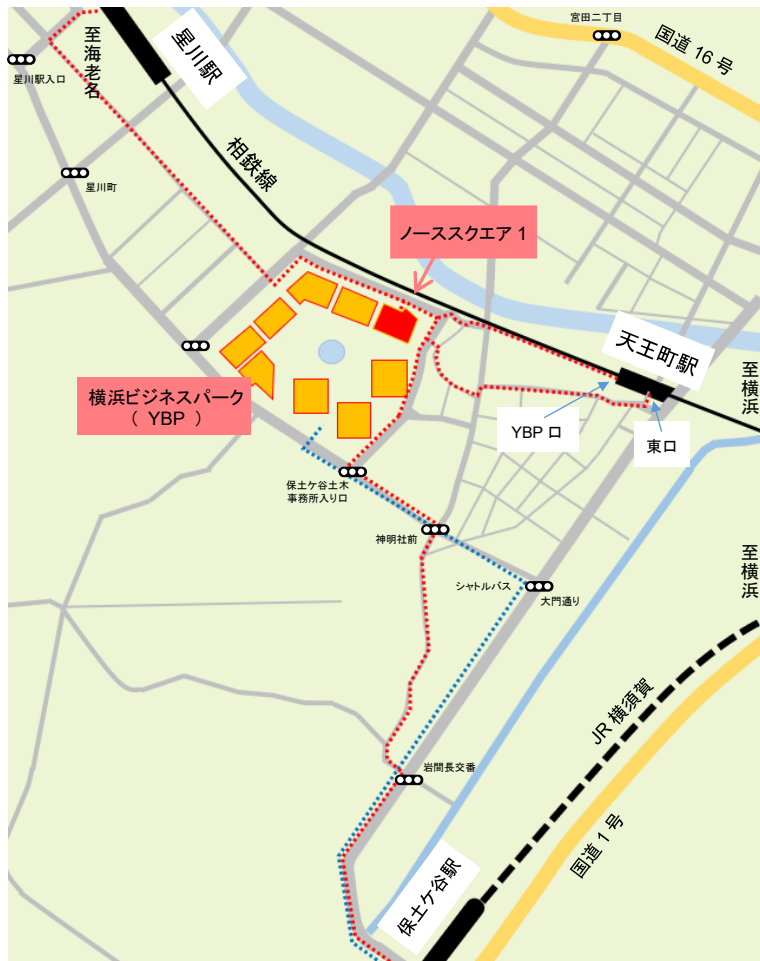 宮田二丁目
国道 16 号
星川駅
至海老名
星川駅入口
相鉄線
星川町
ノーススクエア 1
天王町駅
至横浜
横浜ビジネスパーク
（ YBP ）
YBP 口
東口
保土ケ谷土木
事務所入り口
神明社前
シャトルバス
大門通り
至横浜
JR 横須賀
岩間長交番
国道 1 号
保土ケ谷駅